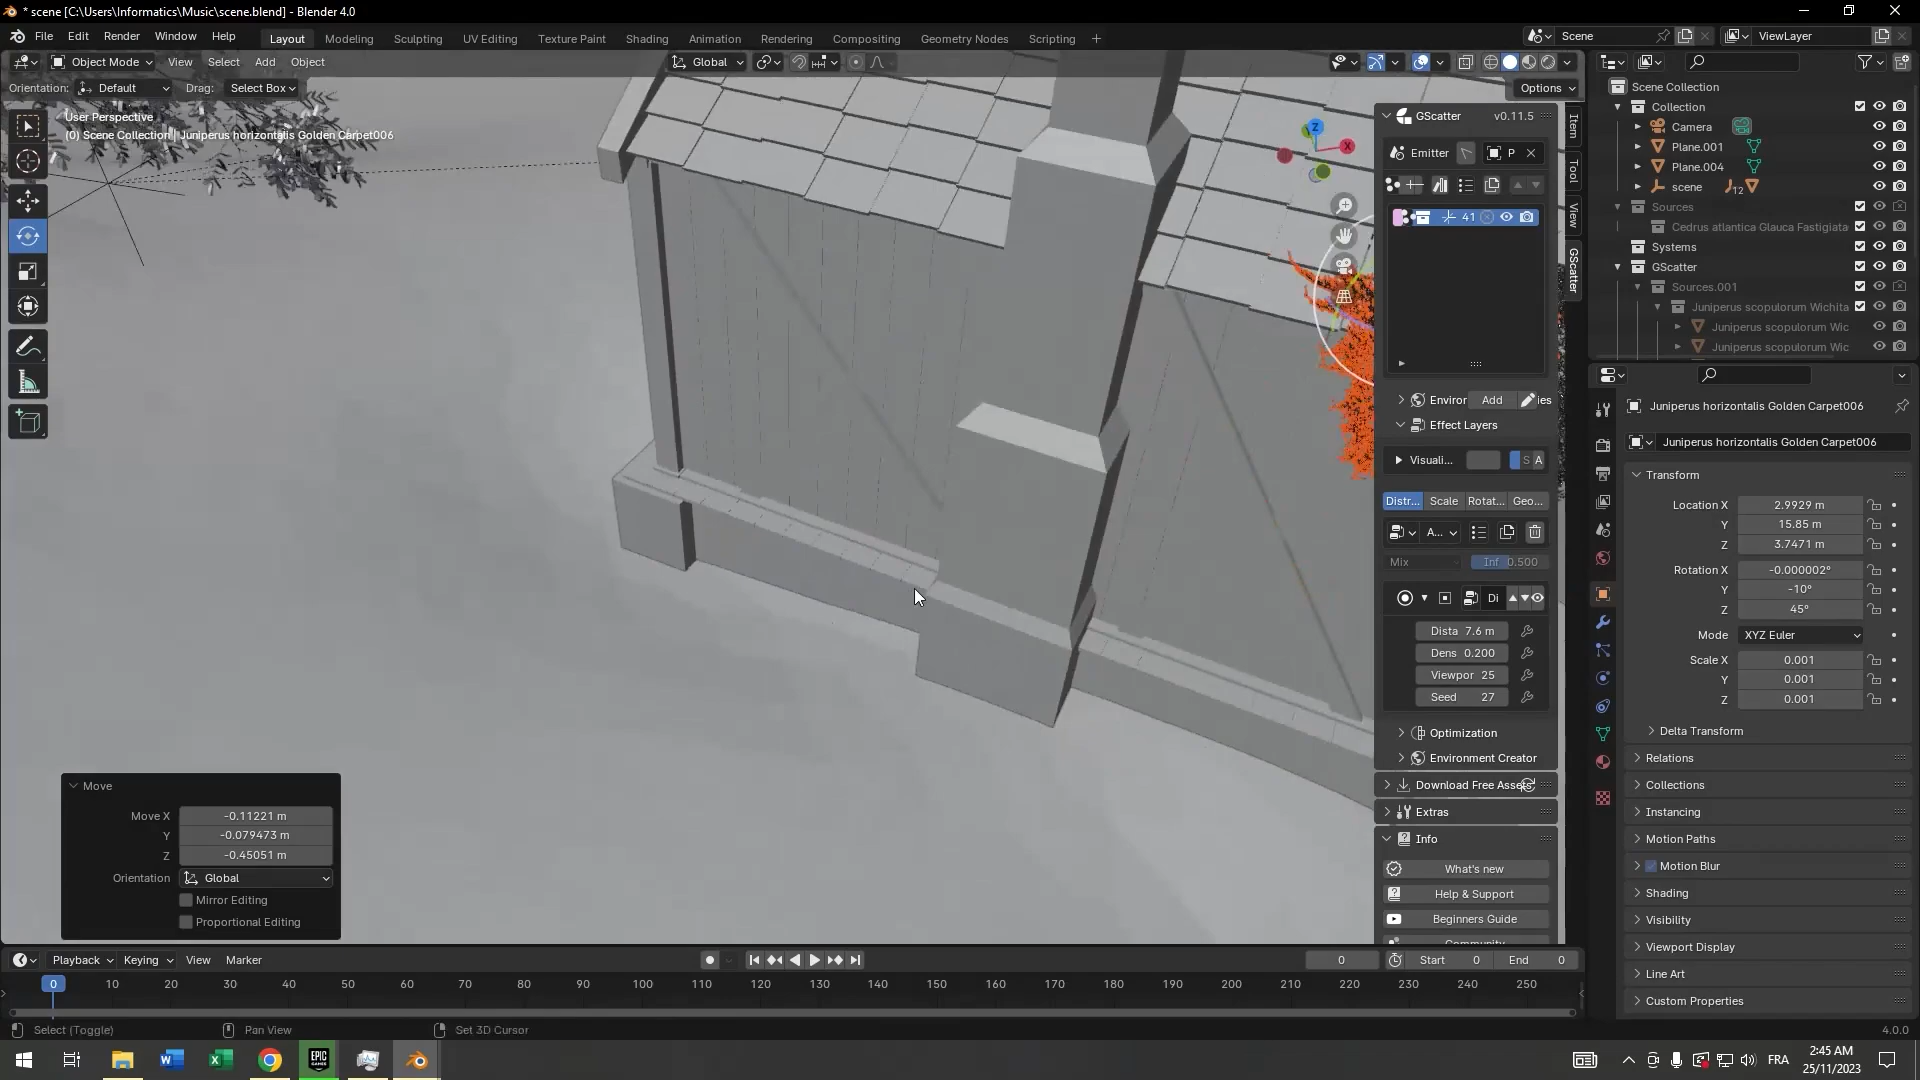 * scene [C:\Users\Informatics\Music\scene.blend] - Blender 4.0
File Edit Render Window Help
Layout Modeling Sculpting UV Editing Texture Paint Shading Animation Rendering Compositing Geometry Nodes Scripting
Scene ViewLayer
Object Mode View Select Add Object Global
Orientation: Default Drag: Select Box Options
User Perspective
(0) Scene Collection | Juniperus horizontalis Golden Carpet006
Z X
GScatter v0.11.5
Emitter P
41
Environ Add ies
Effect Layers
Visuali... S A
Distr... Scale Rotat... Geo...
A...
Mix Inf 0.500
Di
Dista 7.6 m
Dens 0.200
Viewpor 25
Seed 27
Optimization
Environment Creator
Download Free Assets
Extras
Info
What's new
Help & Support
Beginners Guide
Community
Item
Tool
View
GScatter
Scene Collection
Collection
Camera
Plane.001
Plane.004
scene 12
Sources
Cedrus atlantica Glauca Fastigiata
Systems
GScatter
Sources.001
Juniperus scopulorum Wichita
Juniperus scopulorum Wic
Juniperus scopulorum Wic
Juniperus horizontalis Golden Carpet006
Juniperus horizontalis Golden Carpet006
Transform
Location X 2.9929 m
Y 15.85 m
Z 3.7471 m
Rotation X -0.000002°
Y -10°
Z 45°
Mode XYZ Euler
Scale X 0.001
Y 0.001
Z 0.001
Delta Transform
Relations
Collections
Instancing
Motion Paths
Motion Blur
Shading
Visibility
Viewport Display
Line Art
Custom Properties
Move
Move X -0.11221 m
Y -0.079473 m
Z -0.45051 m
Orientation Global
Mirror Editing
Proportional Editing
Playback Keying View Marker 0 Start 0 End 0
0 10 20 30 40 50 60 70 80 90 100 110 120 130 140 150 160 170 180 190 200 210 220 230 240 250
Select (Toggle) Pan View Set 3D Cursor 4.0.0
EPIC GAMES
FRA
2:45 AM
25/11/2023